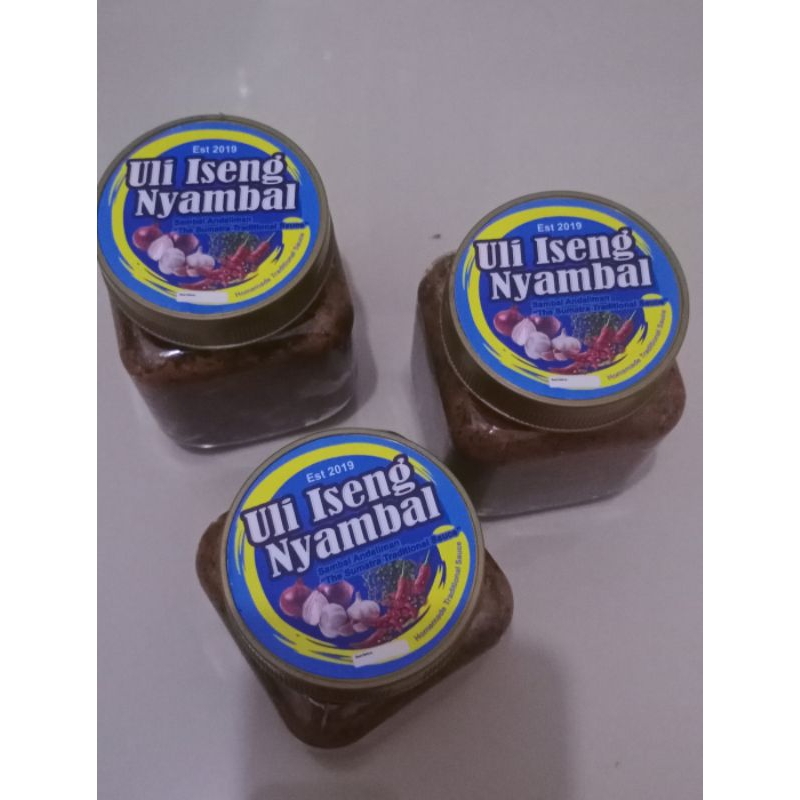 Est 2019
Uli Iseng
Nyambal
Sambal Andaliman
"The Sumatra Traditional Sauce"
Homemade Traditional Sauce
Est 2019
Uli Iseng
Nyambal
Sambal Andaliman
"The Sumatra Traditional Sauce"
Homemade Traditional Sauce
Est 2019
Uli Iseng
Nyambal
Sambal Andaliman
"The Sumatra Traditional Sauce"
Homemade Traditional Sauce